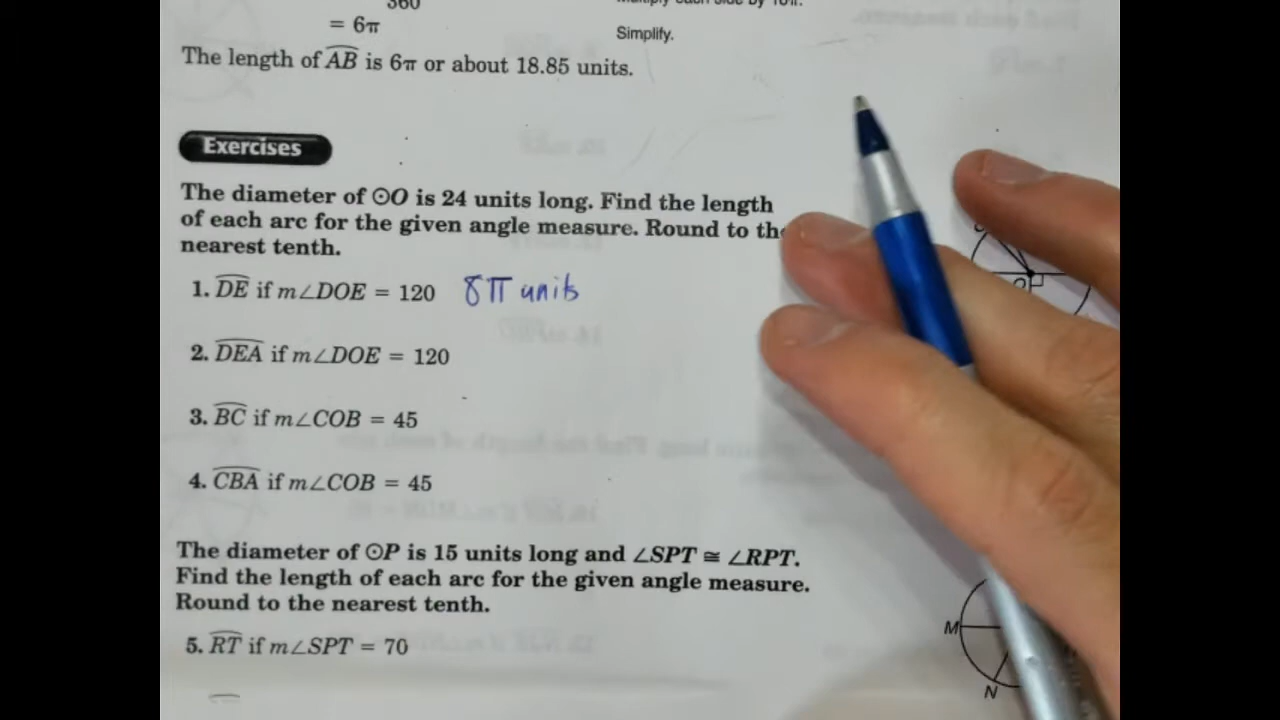 360
= 6π
Simplify.
The length of AB is 6π or about 18.85 units.
Exercises
The diameter of ⊙O is 24 units long. Find the length
of each arc for the given angle measure. Round to the
nearest tenth.
1. DE if m∠DOE = 120 8π units
2. DEA if m∠DOE = 120
3. BC if m∠COB = 45
4. CBA if m∠COB = 45
The diameter of ⊙P is 15 units long and ∠SPT ≅ ∠RPT.
Find the length of each arc for the given angle measure.
Round to the nearest tenth.
5. RT if m∠SPT = 70
O
M
N